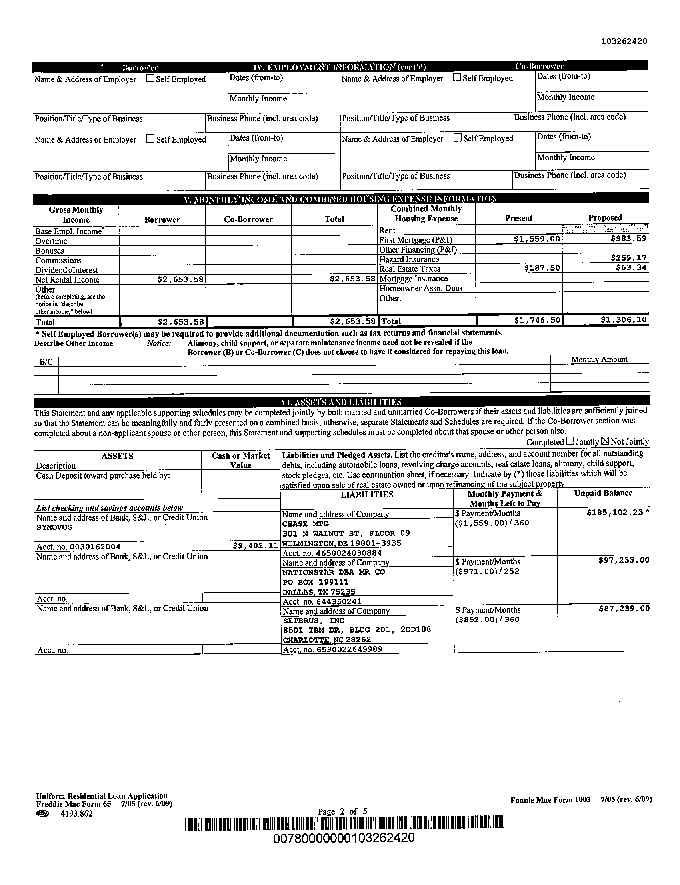 103262420
Borrower IV. EMPLOYMENT INFORMATION (cont'd) Co-Borrower
Name & Address of Employer Self Employed Dates (from-to) Name & Address of Employer Self Employed Dates (from-to)
Monthly Income Monthly Income
Position/Title/Type of Business Business Phone (incl. area code) Position/Title/Type of Business Business Phone (incl. area code)
Name & Address of Employer Self Employed Dates (from-to) Name & Address of Employer Self Employed Dates (from-to)
Monthly Income Monthly Income
Position/Title/Type of Business Business Phone (incl. area code) Position/Title/Type of Business Business Phone (incl. area code)
V. MONTHLY INCOME AND COMBINED HOUSING EXPENSE INFORMATION
Gross Monthly Income Borrower Co-Borrower Total Combined Monthly Housing Expense Present Proposed
Base Empl. Income Rent
Overtime First Mortgage (P&I) $1,559.00 $983.59
Bonuses Other Financing (P&I)
Commissions Hazard Insurance $259.17
Dividends/Interest Real Estate Taxes $187.50 $63.34
Net Rental Income $2,653.58 $2,653.58 Mortgage Insurance
Other Homeowner Assn. Dues
(before completing, see the notice in "describe other income," below) Other:
Total $2,653.58 $2,653.58 Total $1,746.50 $1,306.10
* Self Employed Borrower(s) may be required to provide additional documentation such as tax returns and financial statements.
Describe Other Income Notice: Alimony, child support, or separate maintenance income need not be revealed if the
Borrower (B) or Co-Borrower (C) does not choose to have it considered for repaying this loan.
B/C Monthly Amount
VI. ASSETS AND LIABILITIES
This Statement and any applicable supporting schedules may be completed jointly by both married and unmarried Co-Borrowers if their assets and liabilities are sufficiently joined
so that the Statement can be meaningfully and fairly presented on a combined basis; otherwise, separate Statements and Schedules are required. If the Co-Borrower section was
completed about a non-applicant spouse or other person, this Statement and supporting schedules must be completed about that spouse or other person also.
Completed Jointly Not Jointly
ASSETS Cash or Market Value Liabilities and Pledged Assets. List the creditor's name, address, and account number for all outstanding
Description debts, including automobile loans, revolving charge accounts, real estate loans, alimony, child support,
Cash Deposit toward purchase held by: stock pledges, etc. Use continuation sheet, if necessary. Indicate by (*) those liabilities which will be
satisfied upon sale of real estate owned or upon refinancing of the subject property.
LIABILITIES Monthly Payment & Months Left to Pay Unpaid Balance
List checking and savings accounts below
Name and address of Bank, S&L, or Credit Union Name and address of Company $ Payment/Months $185,102.23 *
SYNOVUS CHASE MTG ($1,559.00)/360
301 N WALNUT ST, FLOOR 09
WILMINGTON,DE 19801-3935
Acct. no. 0030162004 $9,402.11 Acct. no. 4650026030884
Name and address of Bank, S&L, or Credit Union Name and address of Company $ Payment/Months $97,253.00
NATIONSTAR DBA MR CO ($971.00)/252
PO BOX 199111
DALLAS,TX 75235
Acct. no. Acct. no. 644350241
Name and address of Bank, S&L, or Credit Union Name and address of Company $ Payment/Months $87,239.00
SETERUS, INC ($852.00)/360
8501 IBM DR, BLDG 201, 2DD186
CHARLOTTE,NC 28262
Acct. no. Acct. no. 6530022649989
Uniform Residential Loan Application
Freddie Mac Form 65 7/05 (rev. 6/09) Fannie Mae Form 1003 7/05 (rev. 6/09)
4193.862 Page 2 of 5
00780000000103262420